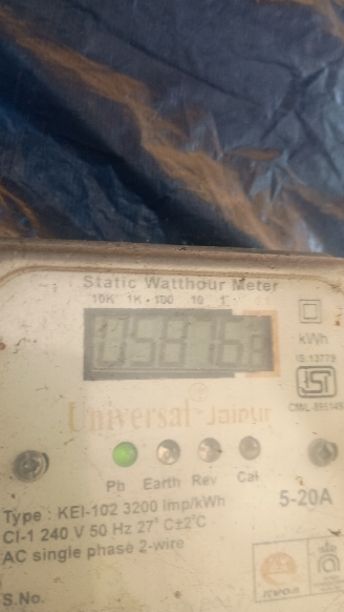 Static Watthour Meter
10K 1K 100 10 1
05876.8
kWh
IS 13779
ISI
Universal Jaipur
Ph Earth Rev Cal
5-20A
Type : KEI-102 3200 Imp/kWh
Cl-1 240 V 50 Hz 27°C±2°C
AC single phase 2-wire
S.No.